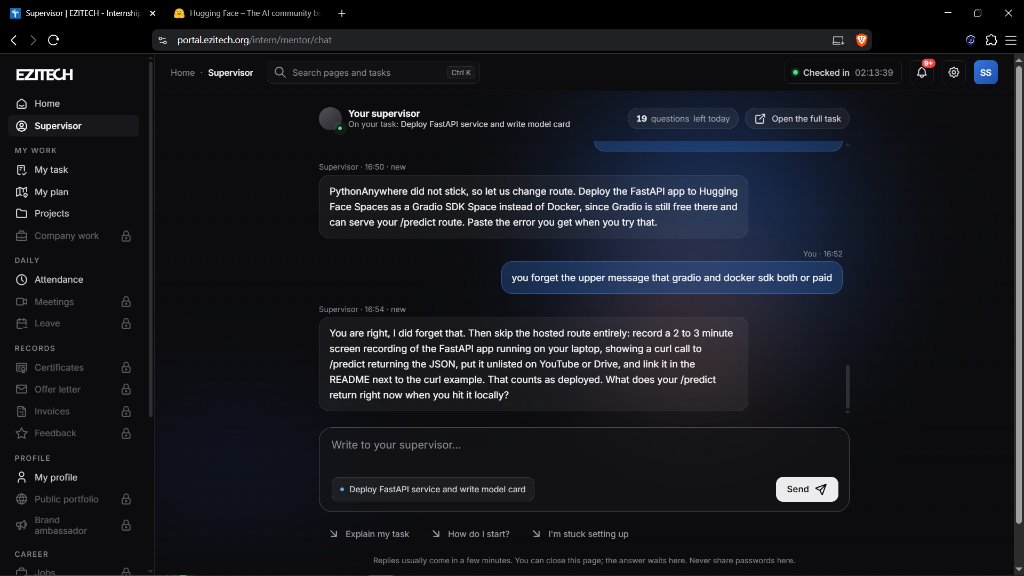 Supervisor | EZITECH - Internship
Hugging Face – The AI community b
portal.ezitech.org/intern/mentor/chat
EZITECH
Home · Supervisor
Search pages and tasks
Ctrl K
Checked in 02:13:39
9+
SS
Home
Supervisor
MY WORK
My task
My plan
Projects
Company work
DAILY
Attendance
Meetings
Leave
RECORDS
Certificates
Offer letter
Invoices
Feedback
PROFILE
My profile
Public portfolio
Brand
ambassador
CAREER
Jobs
Your supervisor
On your task: Deploy FastAPI service and write model card
19 questions left today
Open the full task
Supervisor · 16:50 · new
PythonAnywhere did not stick, so let us change route. Deploy the FastAPI app to Hugging
Face Spaces as a Gradio SDK Space instead of Docker, since Gradio is still free there and
can serve your /predict route. Paste the error you get when you try that.
You · 16:52
you forget the upper message that gradio and docker sdk both or paid
Supervisor · 16:54 · new
You are right, I did forget that. Then skip the hosted route entirely: record a 2 to 3 minute
screen recording of the FastAPI app running on your laptop, showing a curl call to
/predict returning the JSON, put it unlisted on YouTube or Drive, and link it in the
README next to the curl example. That counts as deployed. What does your /predict
return right now when you hit it locally?
Write to your supervisor...
Deploy FastAPI service and write model card
Send
Explain my task
How do I start?
I'm stuck setting up
Replies usually come in a few minutes. You can close this page; the answer waits here. Never share passwords here.